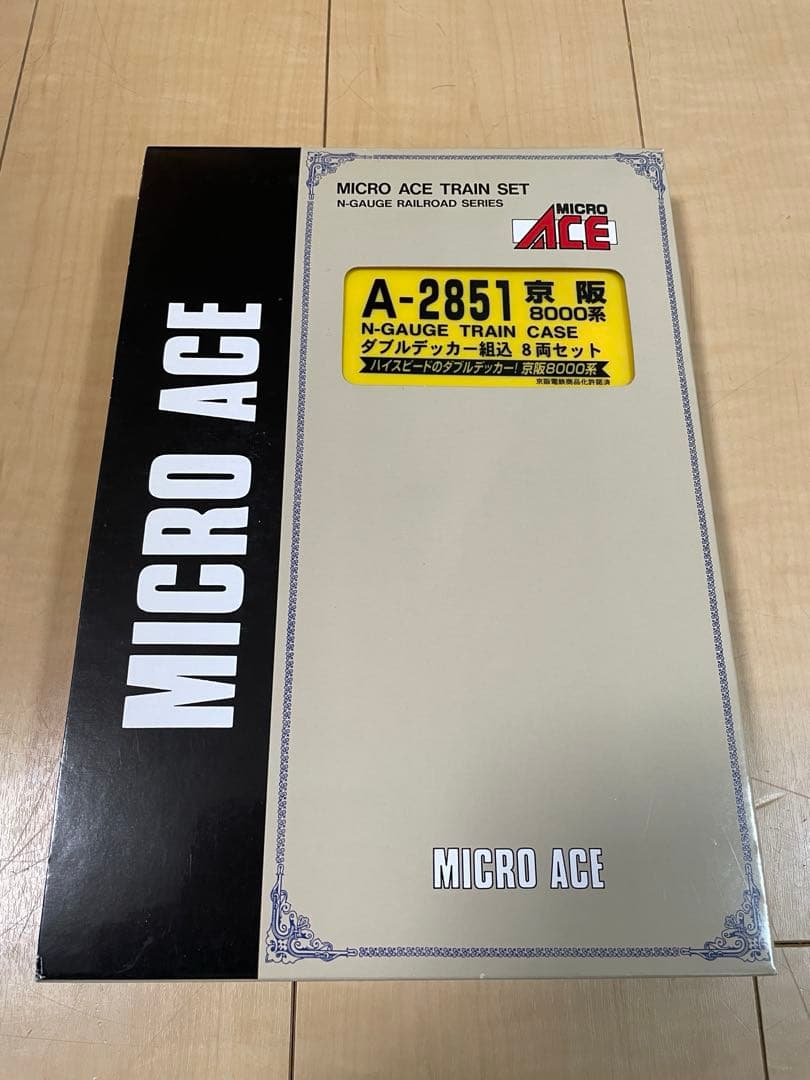 MICRO ACE
MICRO ACE TRAIN SET
N-GAUGE RAILROAD SERIES
MICRO
ACE
A-2851 京阪
8000系
N-GAUGE TRAIN CASE
ダブルデッカー組込 8両セット
ハイスピードのダブルデッカー! 京阪8000系
京阪電鉄商品化許諾済
MICRO ACE